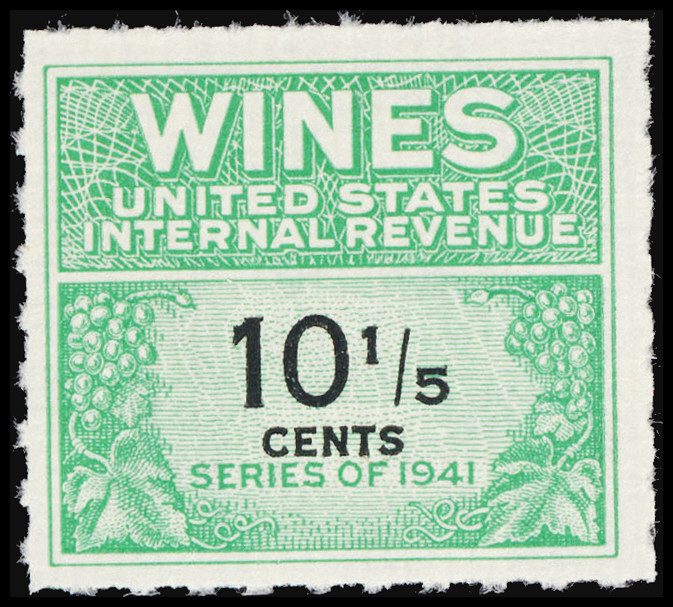 WINES
UNITED STATES
INTERNAL REVENUE
10 1/5
CENTS
SERIES OF 1941